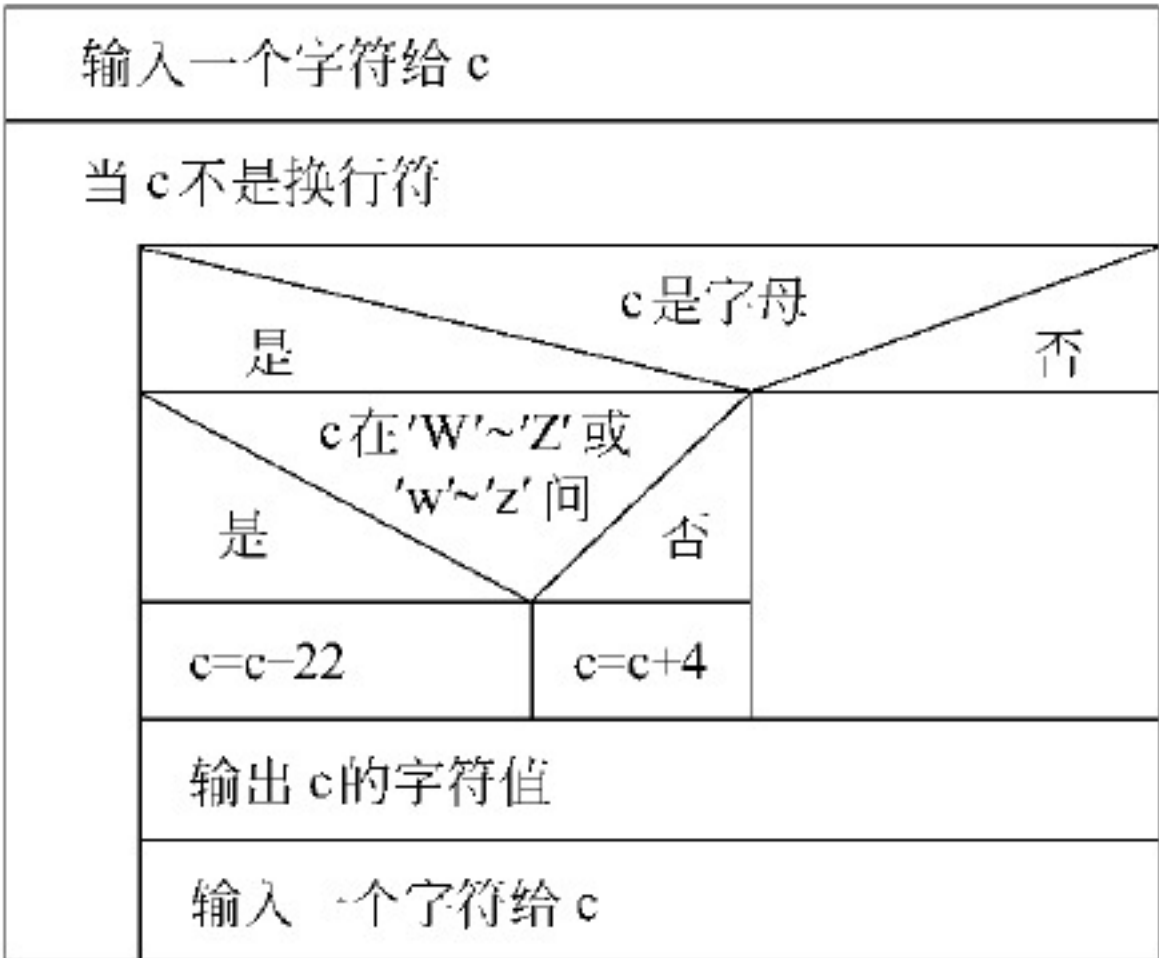 输入一个字符给 c
当 c 不是换行符
c 是字母
是
否
c 在 'W'~'Z' 或
'w'~'z' 间
是
否
c=c−22
c=c+4
输出 c 的字符值
输入一个字符给 c